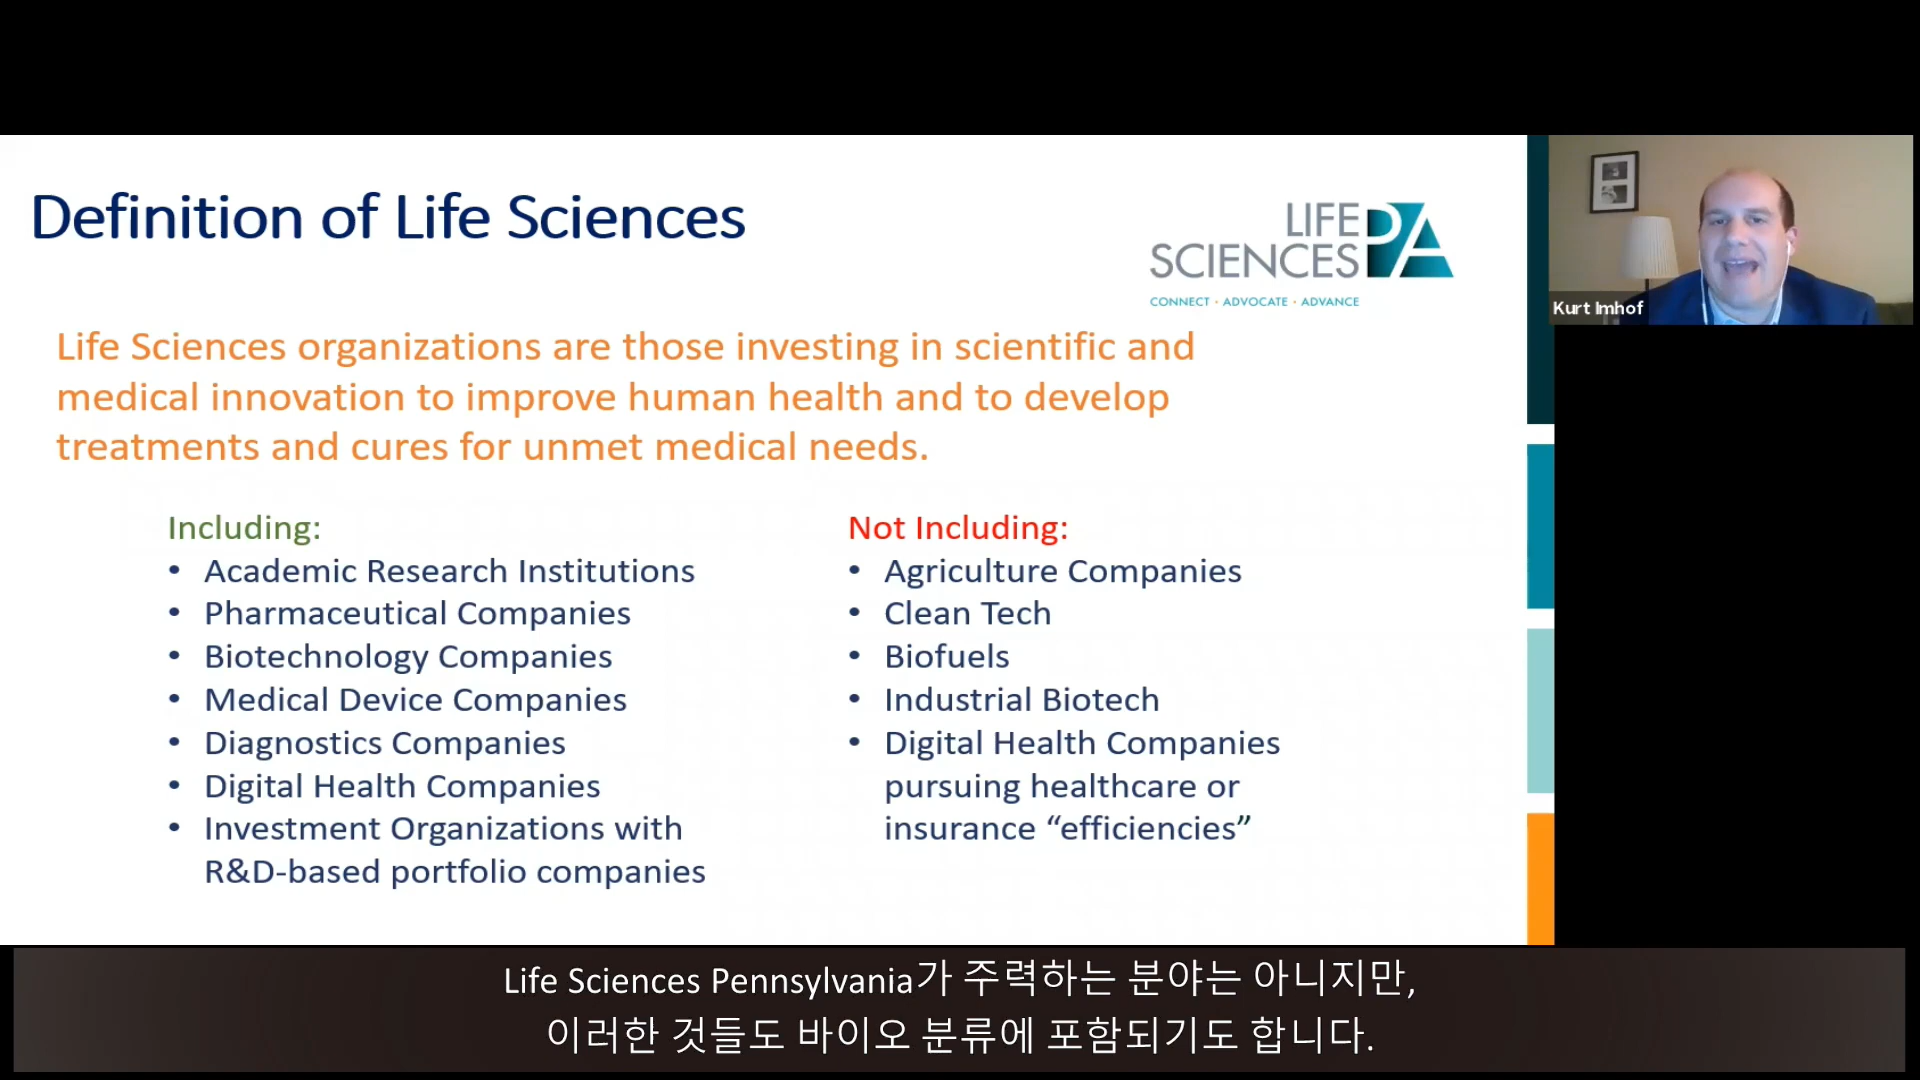 Definition of Life Sciences
LIFE
SCIENCES
PA
CONNECT · ADVOCATE · ADVANCE
Kurt Imhof
Life Sciences organizations are those investing in scientific and
medical innovation to improve human health and to develop
treatments and cures for unmet medical needs.
Including:
• Academic Research Institutions
• Pharmaceutical Companies
• Biotechnology Companies
• Medical Device Companies
• Diagnostics Companies
• Digital Health Companies
• Investment Organizations with
R&D-based portfolio companies
Not Including:
• Agriculture Companies
• Clean Tech
• Biofuels
• Industrial Biotech
• Digital Health Companies
pursuing healthcare or
insurance “efficiencies”
Life Sciences Pennsylvania가 주력하는 분야는 아니지만,
이러한 것들도 바이오 분류에 포함되기도 합니다.